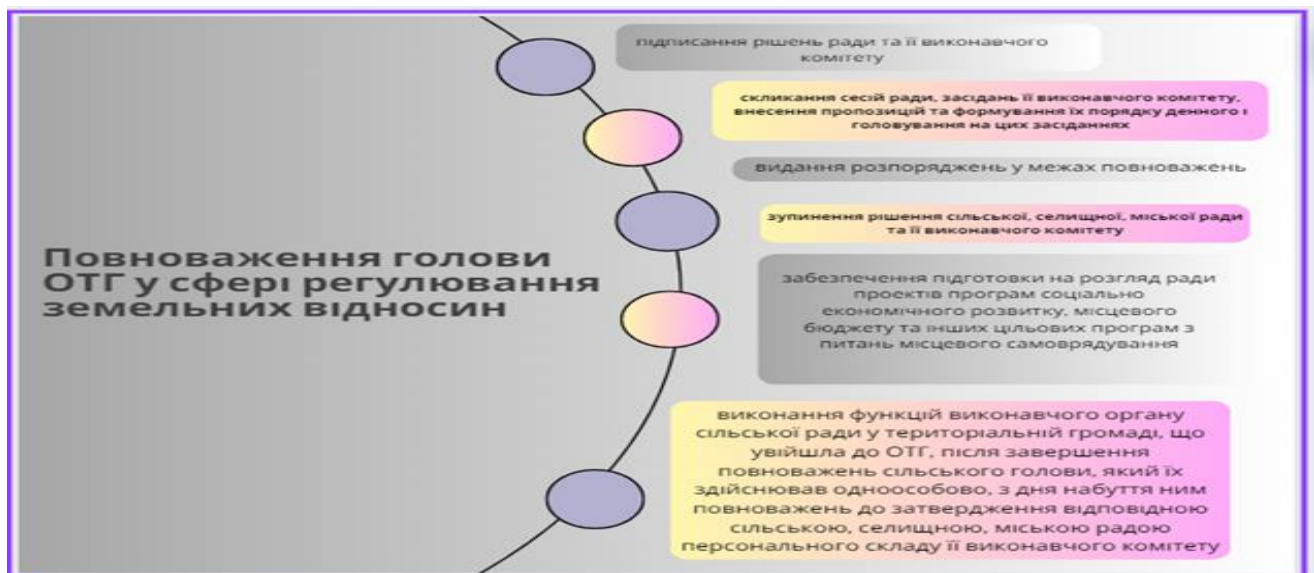 Повноваження голови
ОТГ у сфері регулювання
земельних відносин
підписання рішень ради та її виконавчого
комітету
скликання сесій ради, засідань її виконавчого комітету,
внесення пропозицій та формування їх порядку денного і
головування на цих засіданнях
видання розпоряджень у межах повноважень
зупинення рішення сільської, селищної, міської ради
та її виконавчого комітету
забезпечення підготовки на розгляд ради
проектів програм соціально
економічного розвитку, місцевого
бюджету та інших цільових програм з
питань місцевого самоврядування
виконання функцій виконавчого органу
сільської ради у територіальній громаді, що
увійшла до ОТГ, після завершення
повноважень сільського голови, який їх
здійснював одноособово, з дня набуття ним
повноважень до затвердження відповідною
сільською, селищною, міською радою
персонального складу її виконавчого комітету